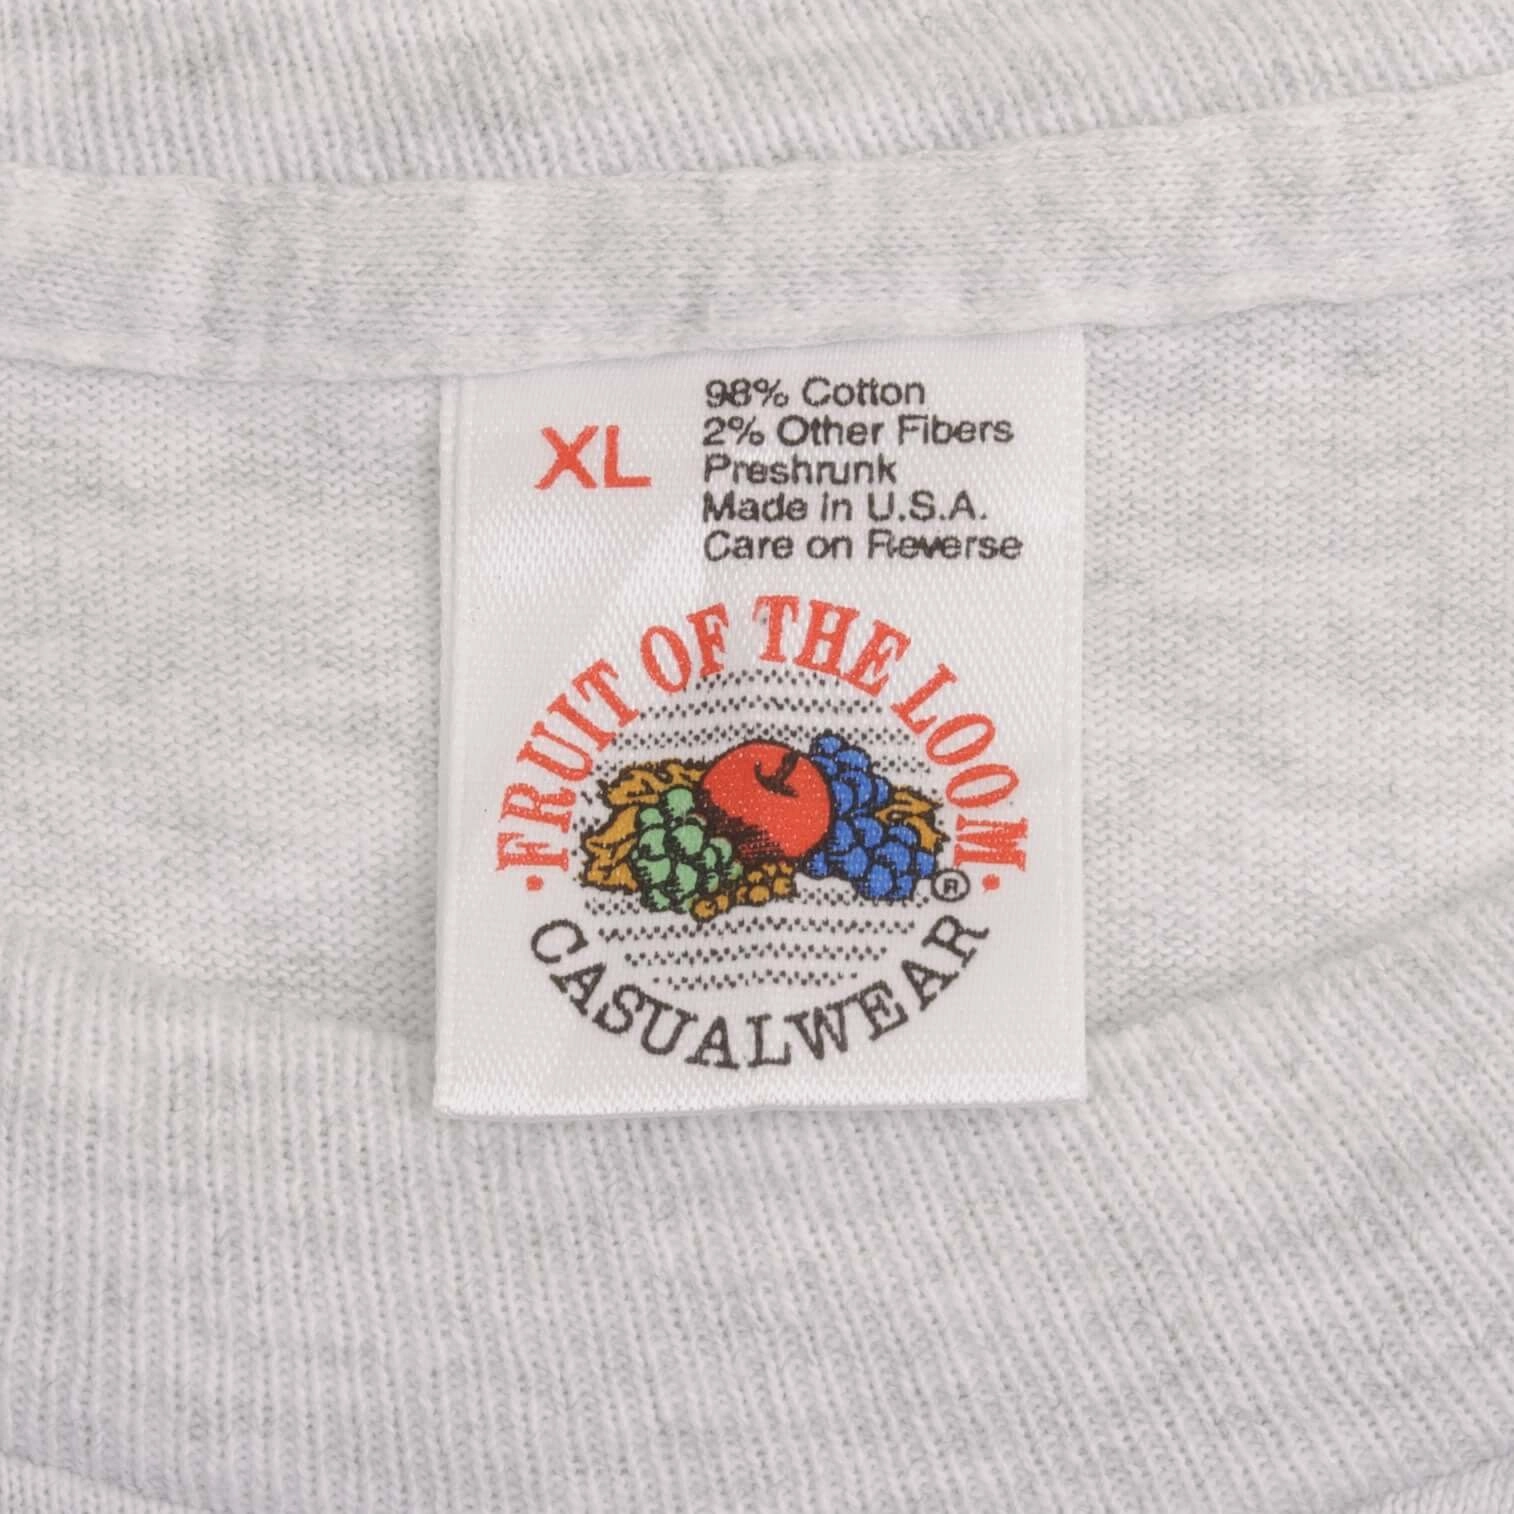 XL
98% Cotton
2% Other Fibers
Preshrunk
Made in U.S.A.
Care on Reverse
·FRUIT OF THE LOOM·
®
CASUALWEAR